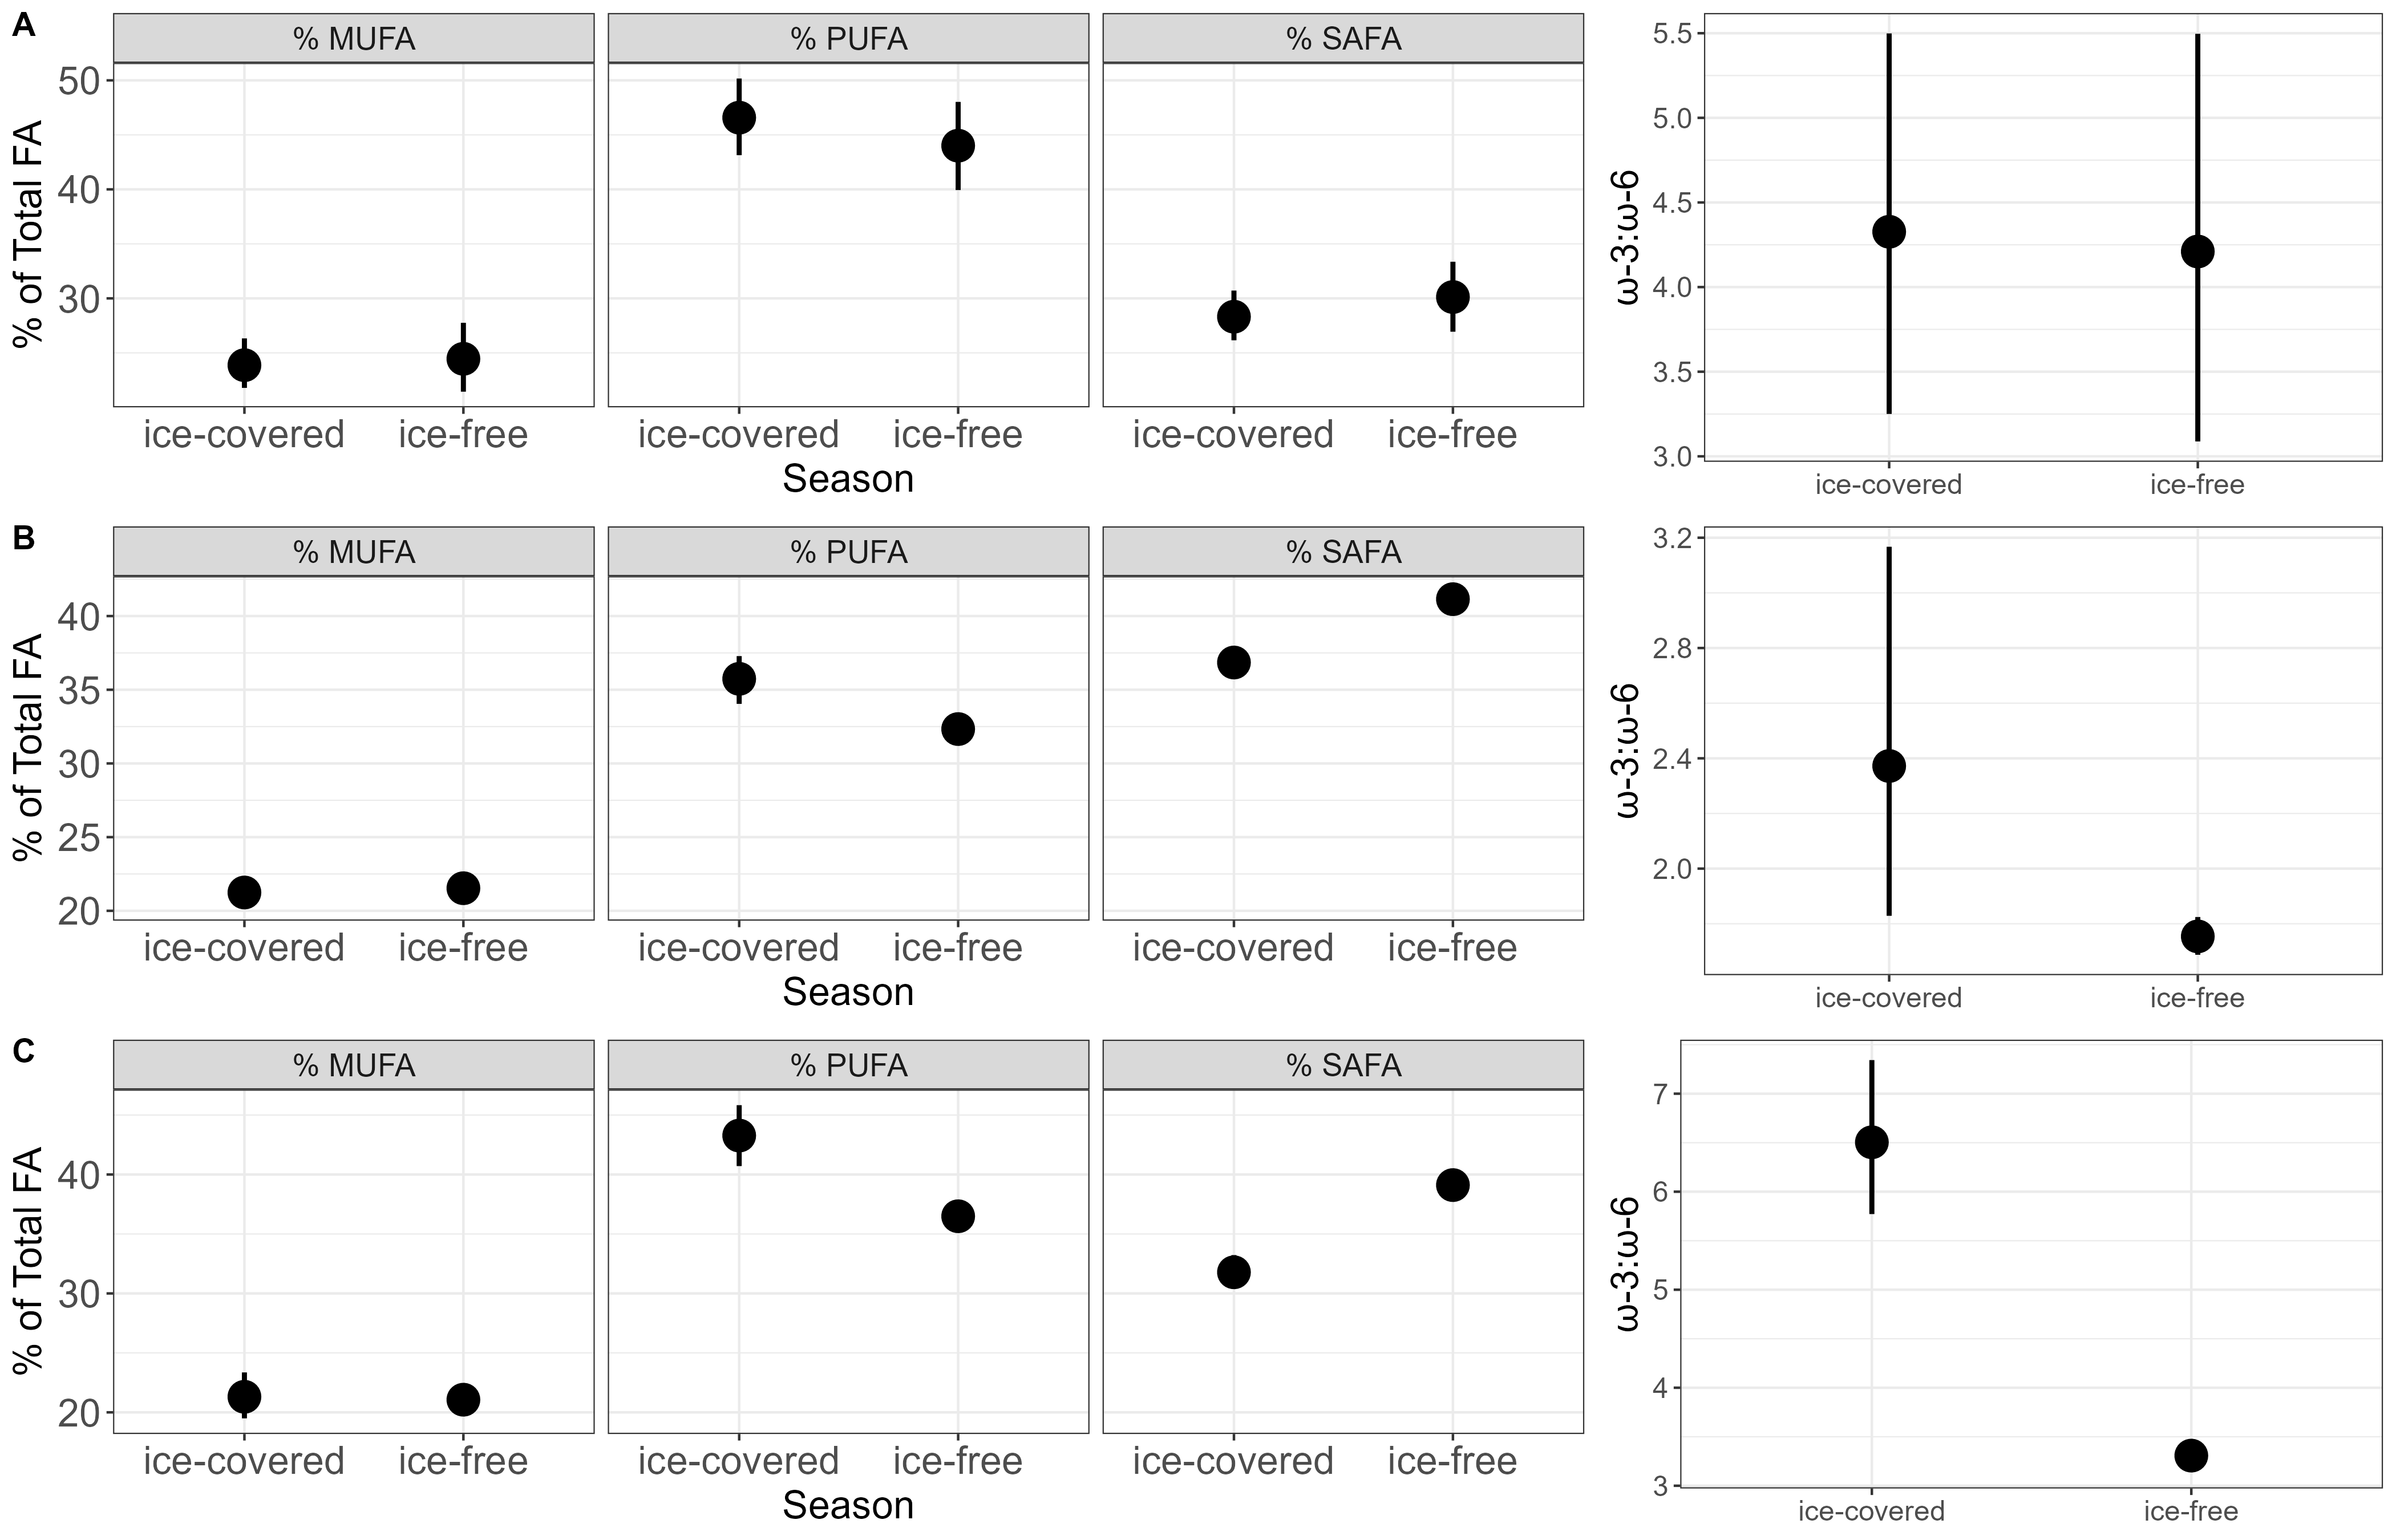 A
% MUFA % PUFA % SAFA
% of Total FA
50
40
30
ice-covered ice-free ice-covered ice-free ice-covered ice-free
Season
ω-3:ω-6
5.5
5.0
4.5
4.0
3.5
3.0
ice-covered ice-free
B
% MUFA % PUFA % SAFA
% of Total FA
40
35
30
25
20
ice-covered ice-free ice-covered ice-free ice-covered ice-free
Season
ω-3:ω-6
3.2
2.8
2.4
2.0
ice-covered ice-free
C
% MUFA % PUFA % SAFA
% of Total FA
40
30
20
ice-covered ice-free ice-covered ice-free ice-covered ice-free
Season
ω-3:ω-6
7
6
5
4
3
ice-covered ice-free